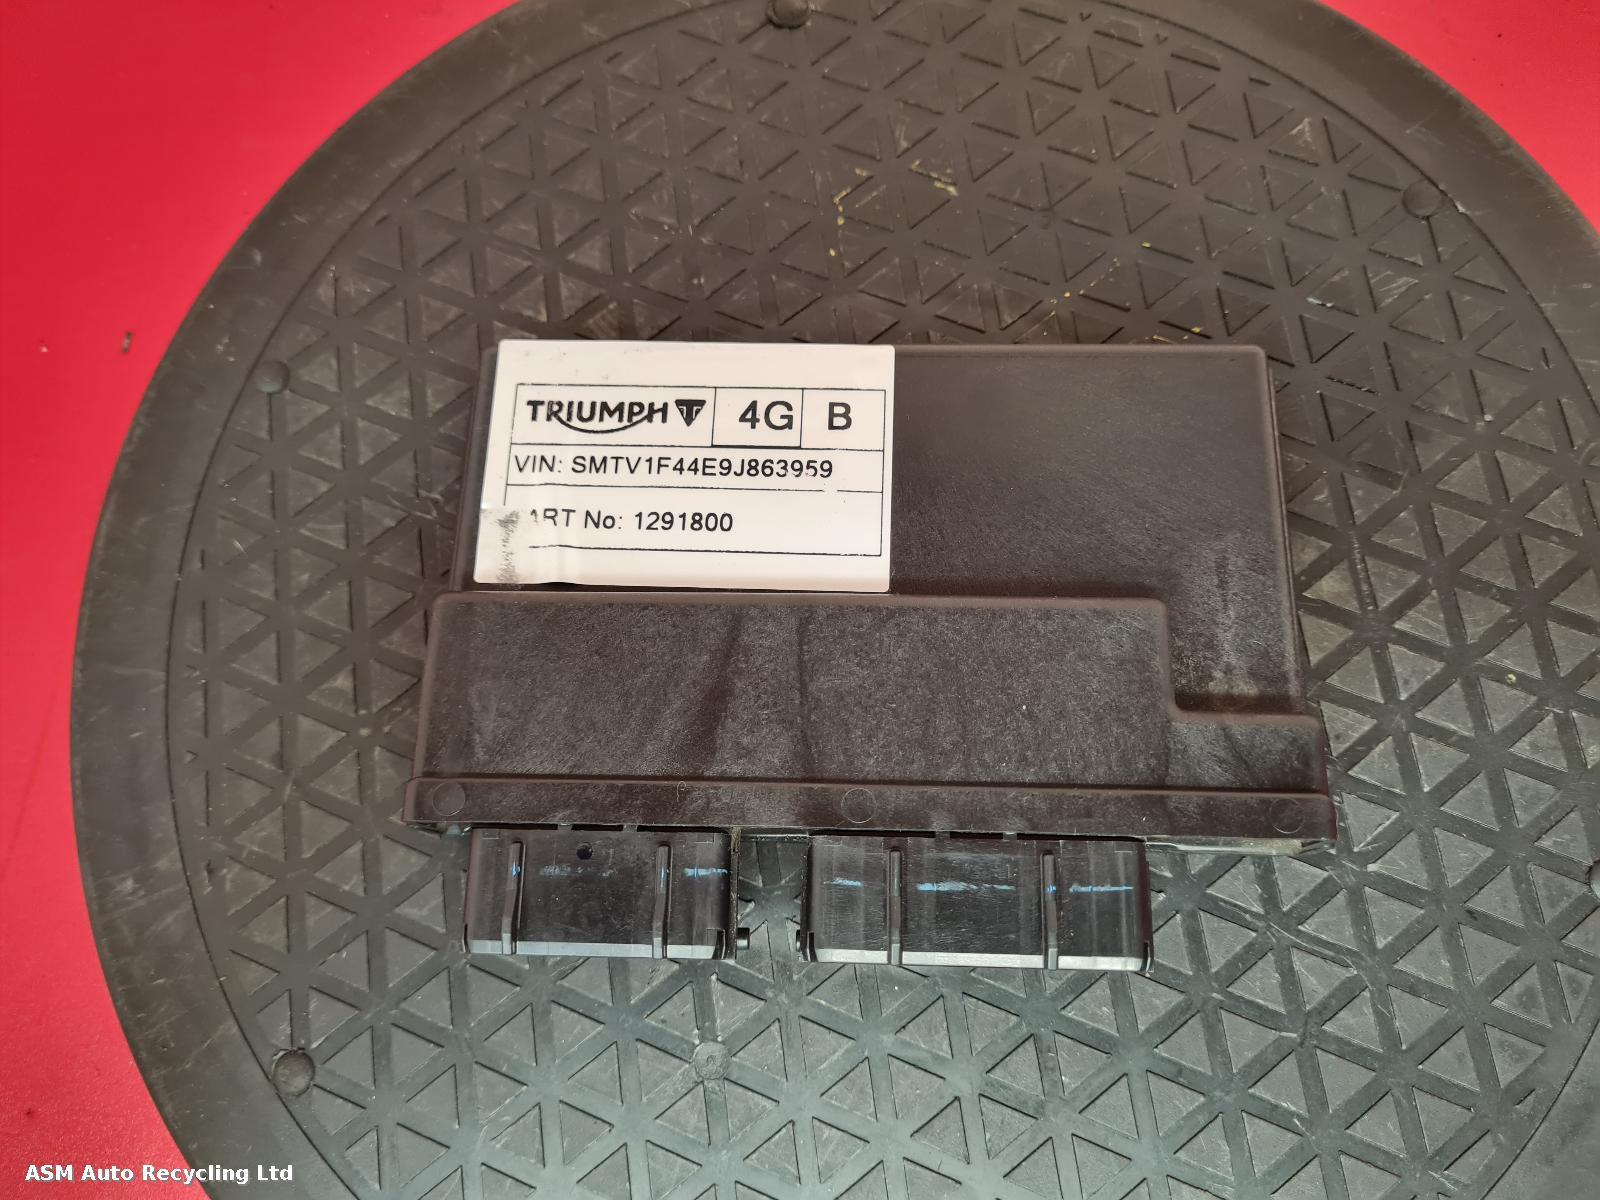 TRIUMPH 4G B
VIN: SMTV1F44E9J863959
ART No: 1291800
ASM Auto Recycling Ltd